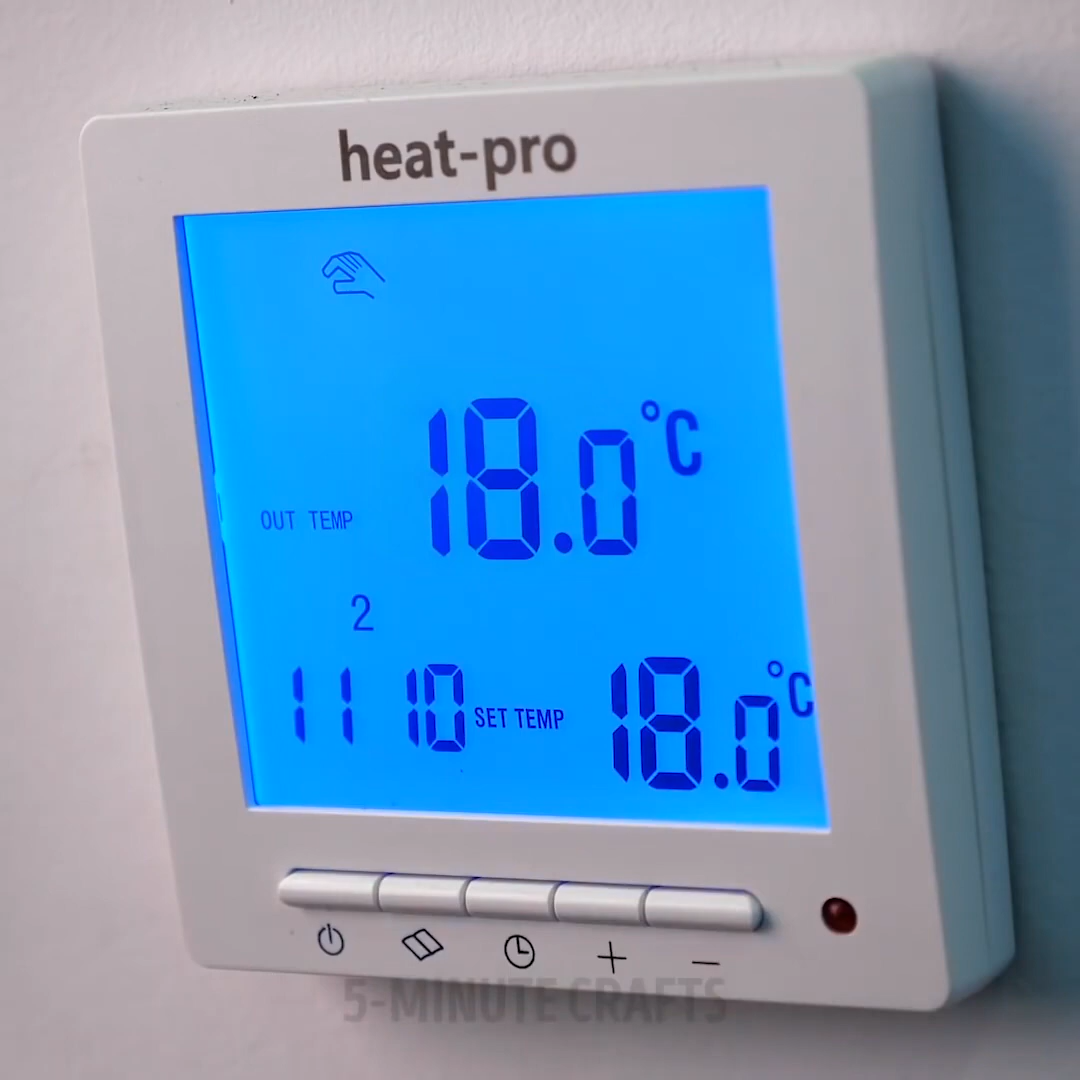 heat-pro
18.0°C
OUT TEMP
2
11 10 SET TEMP 18.0°C
5-MINUTE CRAFTS